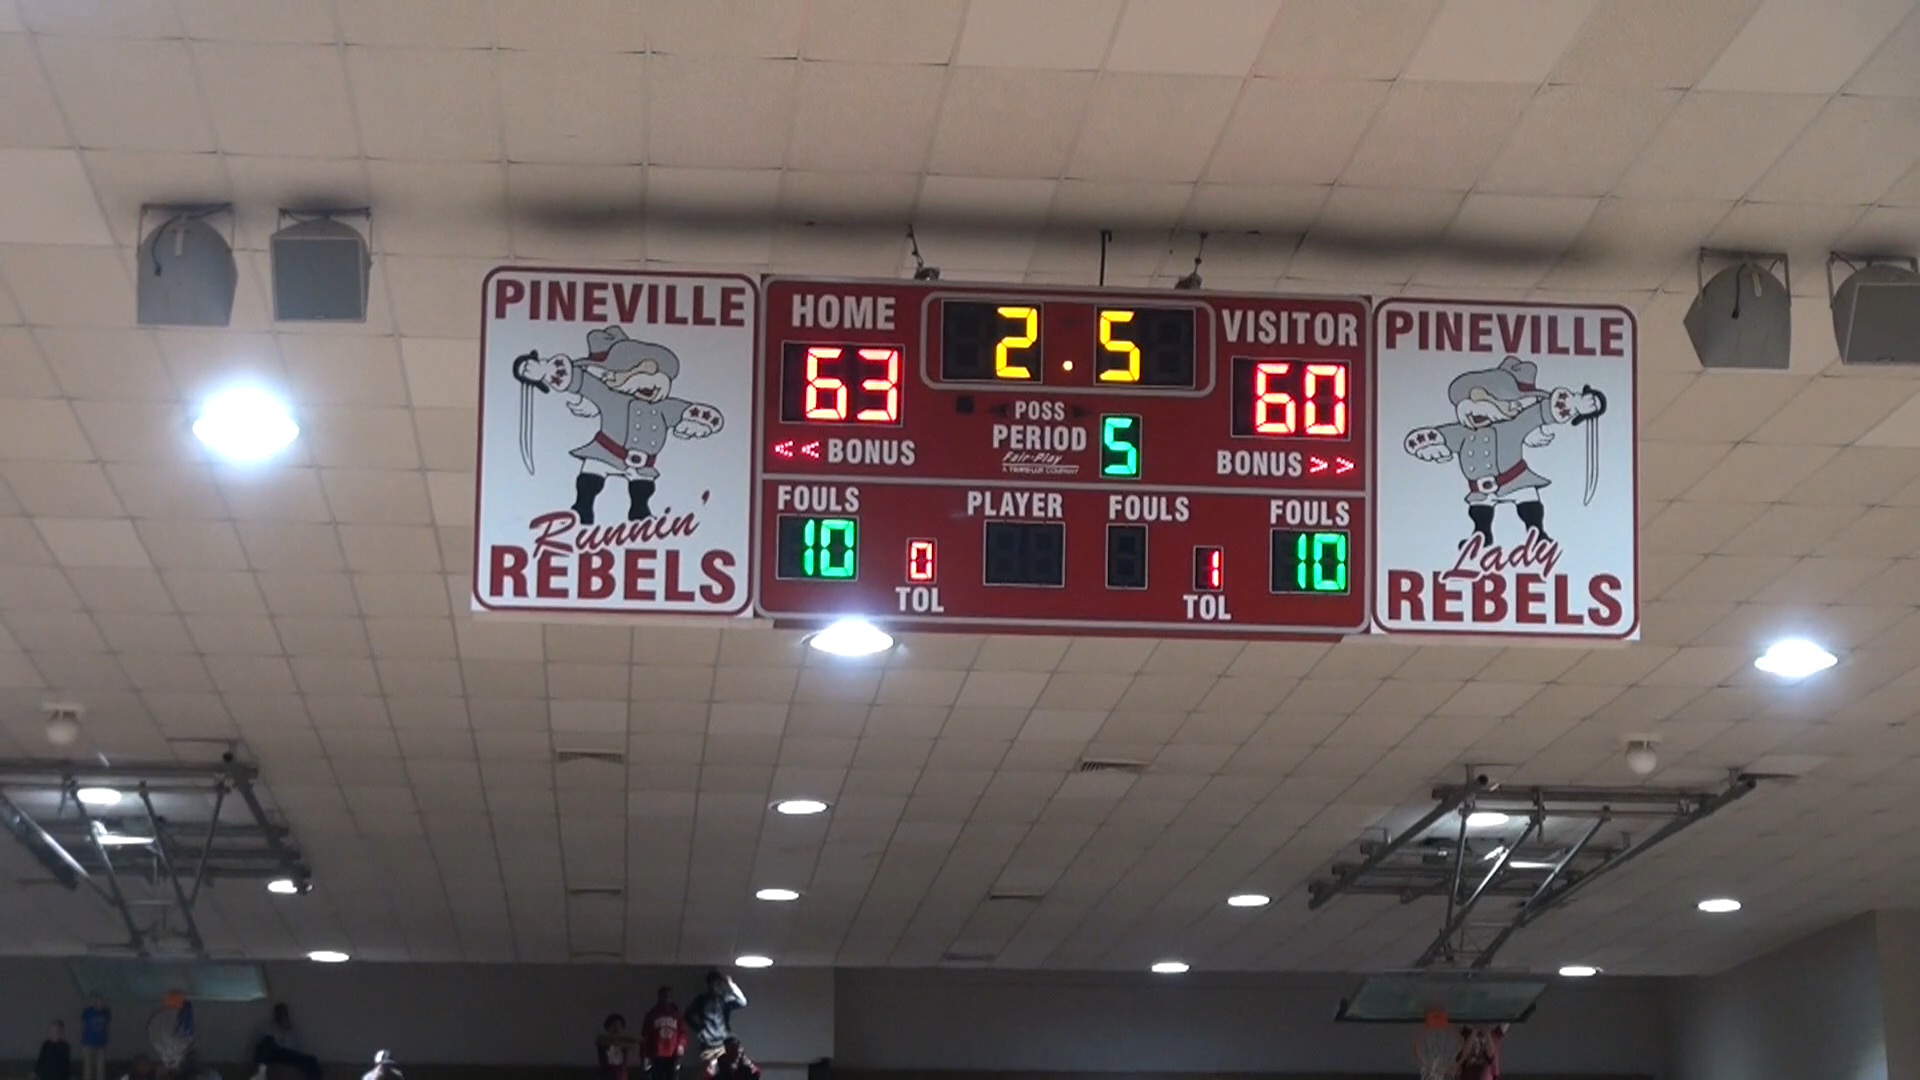 PINEVILLE
Runnin'
REBELS
HOME 2.5 VISITOR
63 60
POSS
<< BONUS PERIOD 5 BONUS >>
Fair-Play
FOULS PLAYER FOULS FOULS
10 0 1 10
TOL TOL
PINEVILLE
Lady
REBELS